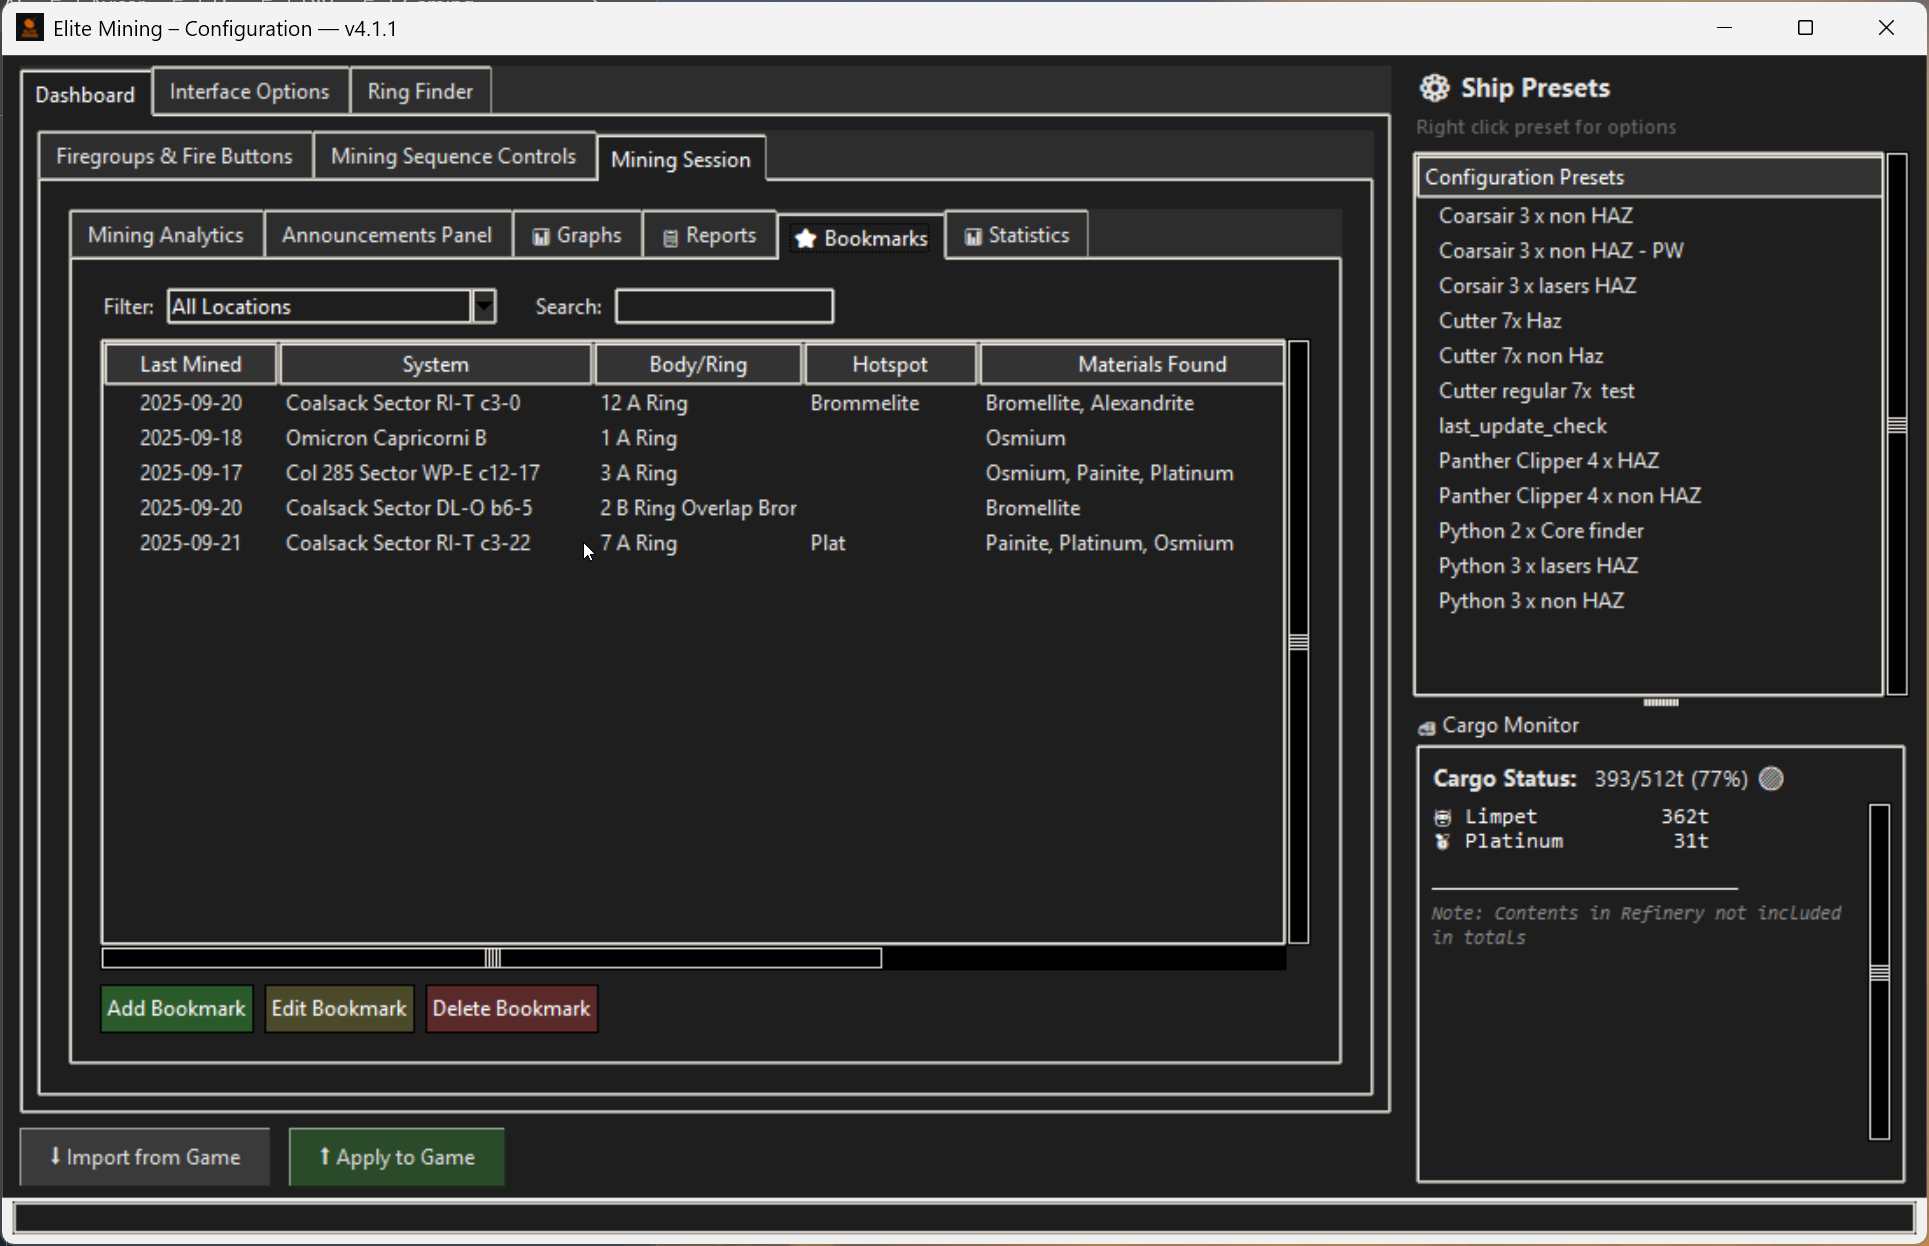 Elite Mining – Configuration — v4.1.1
Dashboard Interface Options Ring Finder
Firegroups & Fire Buttons Mining Sequence Controls Mining Session
Mining Analytics Announcements Panel Graphs Reports Bookmarks Statistics
Filter: All Locations Search:
Last Mined System Body/Ring Hotspot Materials Found
2025-09-20 Coalsack Sector RI-T c3-0 12 A Ring Brommelite Bromellite, Alexandrite
2025-09-18 Omicron Capricorni B 1 A Ring Osmium
2025-09-17 Col 285 Sector WP-E c12-17 3 A Ring Osmium, Painite, Platinum
2025-09-20 Coalsack Sector DL-O b6-5 2 B Ring Overlap Bror Bromellite
2025-09-21 Coalsack Sector RI-T c3-22 7 A Ring Plat Painite, Platinum, Osmium
Add Bookmark Edit Bookmark Delete Bookmark
Import from Game Apply to Game
Ship Presets
Right click preset for options
Configuration Presets
Coarsair 3 x non HAZ
Coarsair 3 x non HAZ - PW
Corsair 3 x lasers HAZ
Cutter 7x Haz
Cutter 7x non Haz
Cutter regular 7x test
last_update_check
Panther Clipper 4 x HAZ
Panther Clipper 4 x non HAZ
Python 2 x Core finder
Python 3 x lasers HAZ
Python 3 x non HAZ
Cargo Monitor
Cargo Status: 393/512t (77%)
Limpet 362t
Platinum 31t
Note: Contents in Refinery not included
in totals